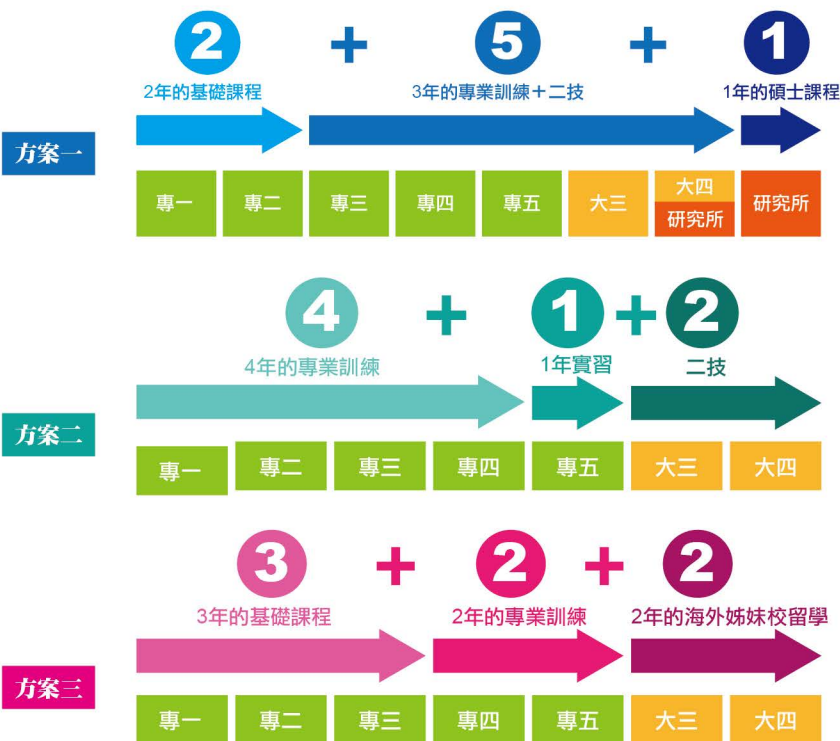 2 + 5 + 1
2年的基礎課程 3年的專業訓練＋二技 1年的碩士課程
方案一
專一 專二 專三 專四 專五 大三 大四 研究所 研究所
4 + 1 + 2
4年的專業訓練 1年實習 二技
方案二
專一 專二 專三 專四 專五 大三 大四
3 + 2 + 2
3年的基礎課程 2年的專業訓練 2年的海外姊妹校留學
方案三
專一 專二 專三 專四 專五 大三 大四